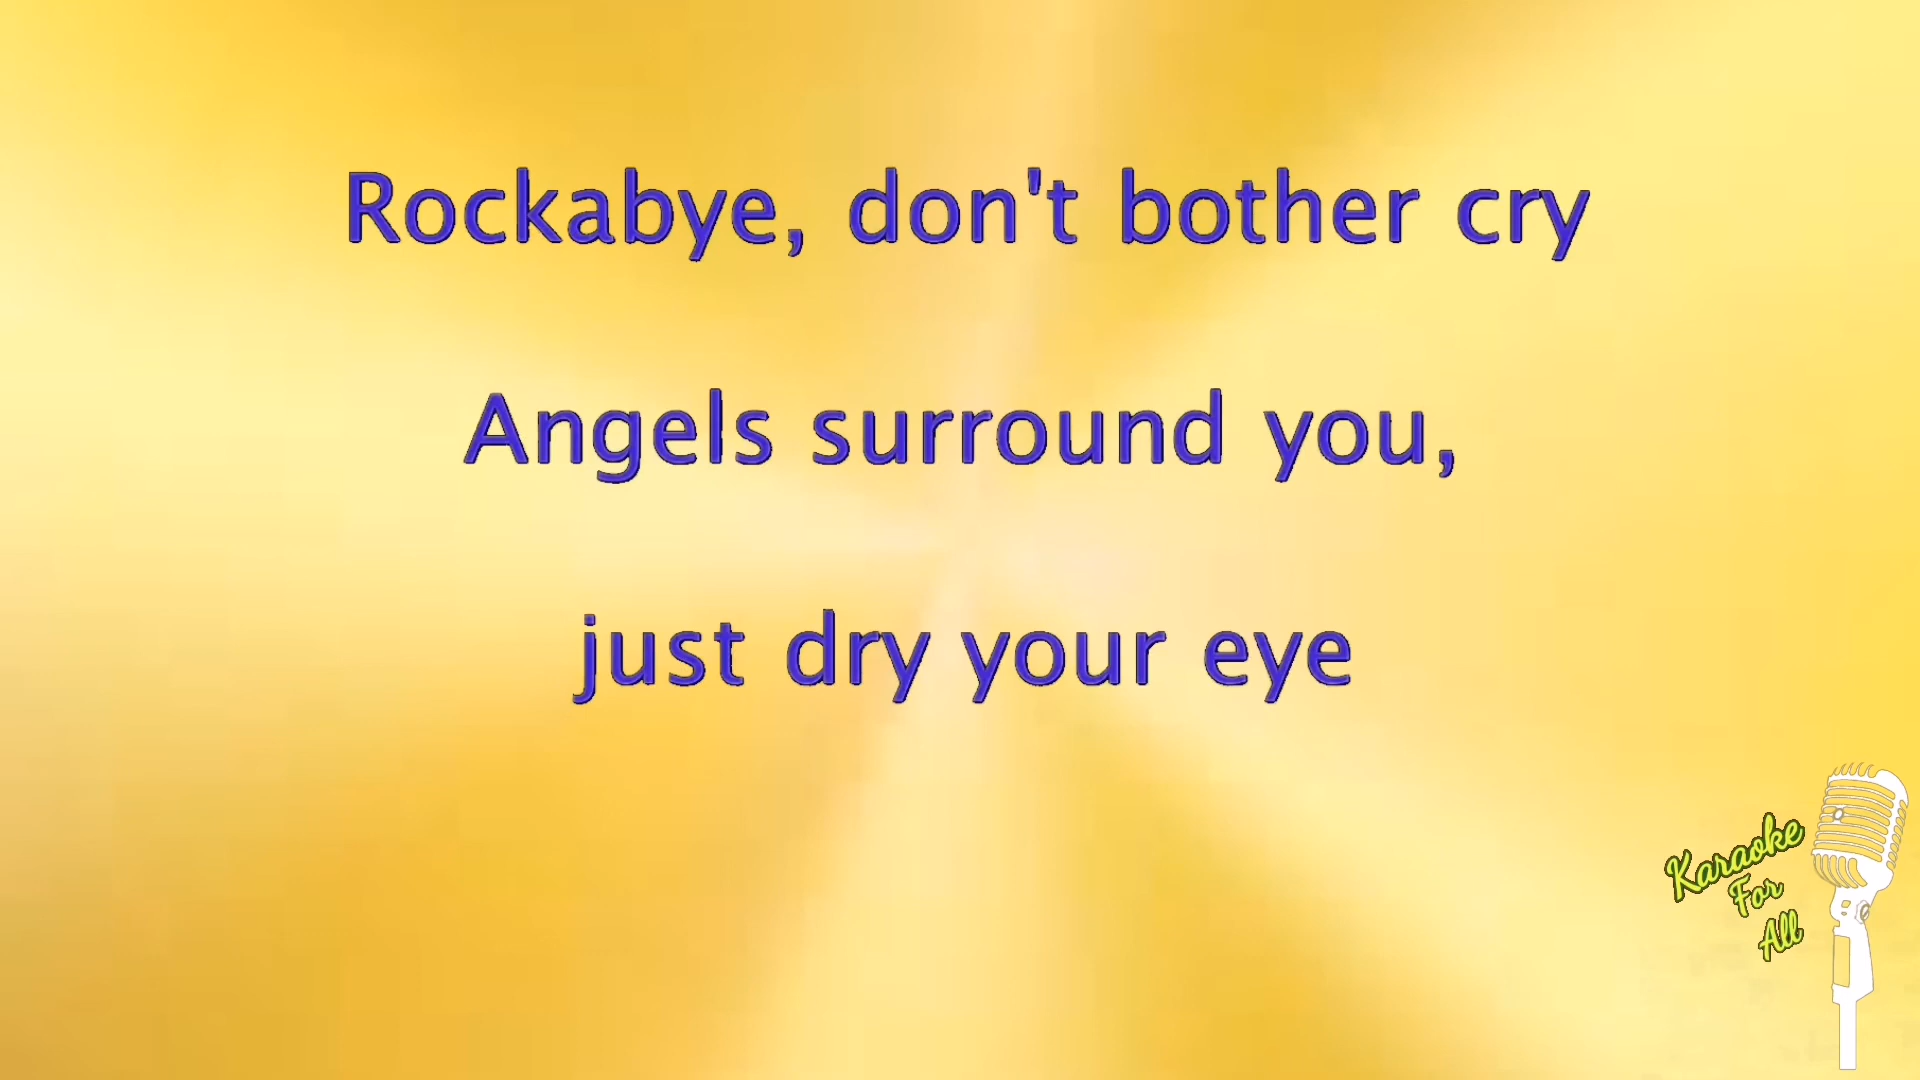 Rockabye, don't bother cry
Angels surround you,
just dry your eye
Karaoke
For
All